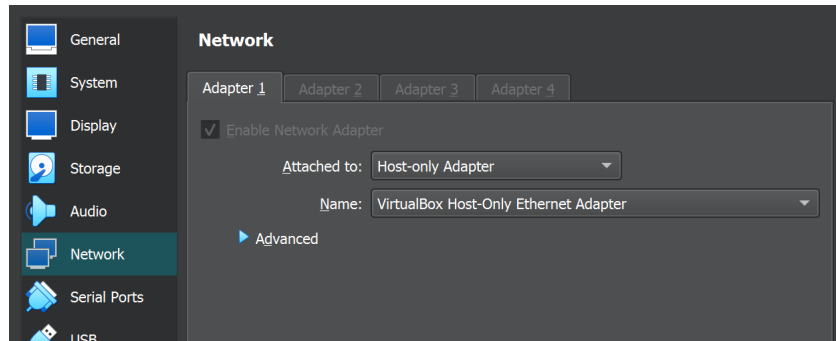 General
System
Display
Storage
Audio
Network
Serial Ports
USB
Network
Adapter 1 Adapter 2 Adapter 3 Adapter 4
Enable Network Adapter
Attached to: Host-only Adapter
Name: VirtualBox Host-Only Ethernet Adapter
Advanced